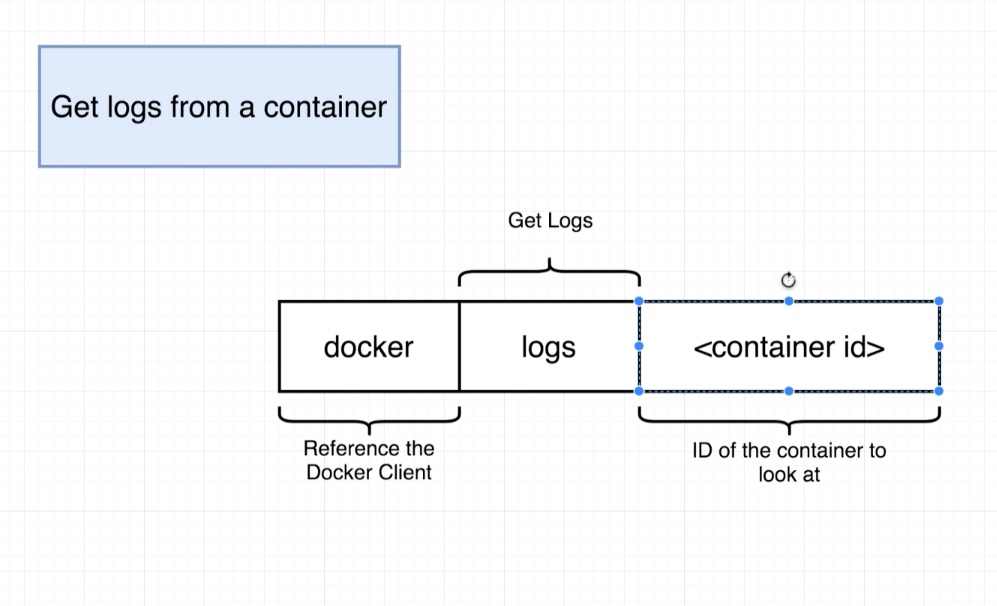 Get logs from a container
Get Logs
docker
logs
<container id>
Reference the
Docker Client
ID of the container to
look at